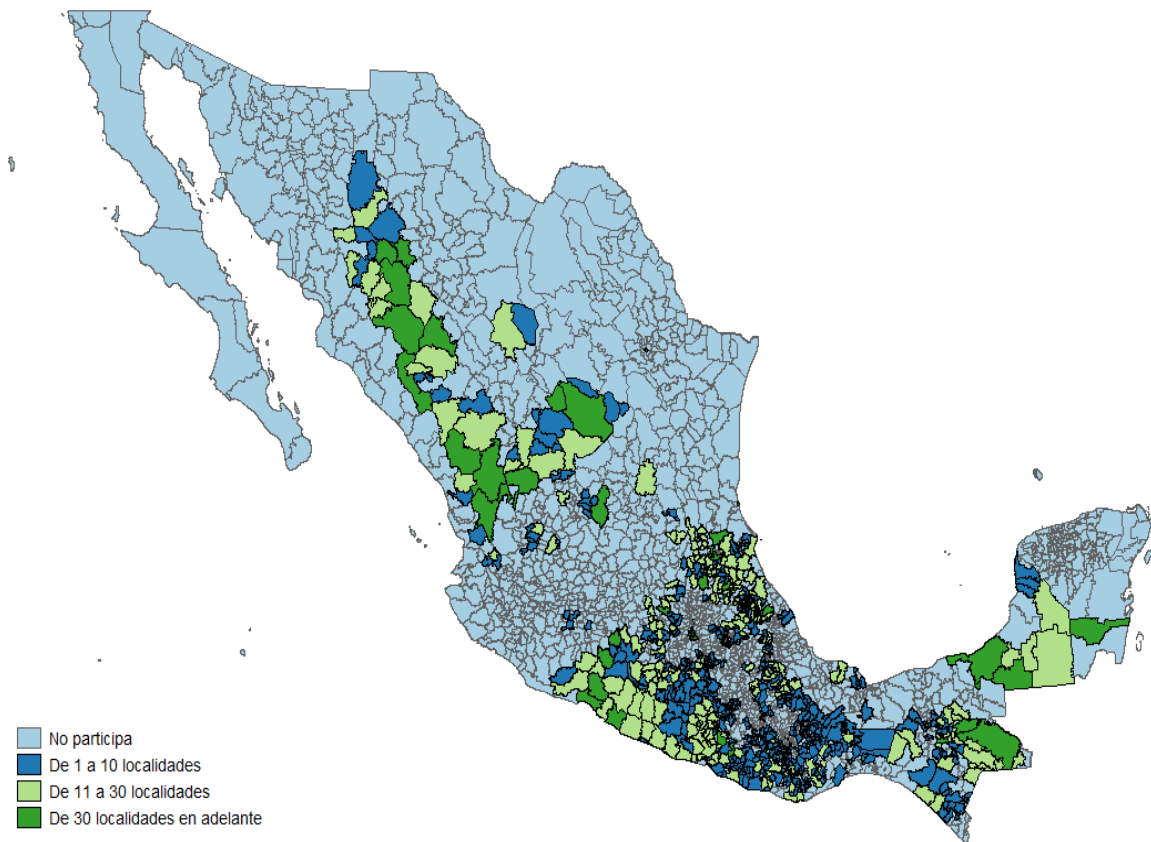 No participa
De 1 a 10 localidades
De 11 a 30 localidades
De 30 localidades en adelante